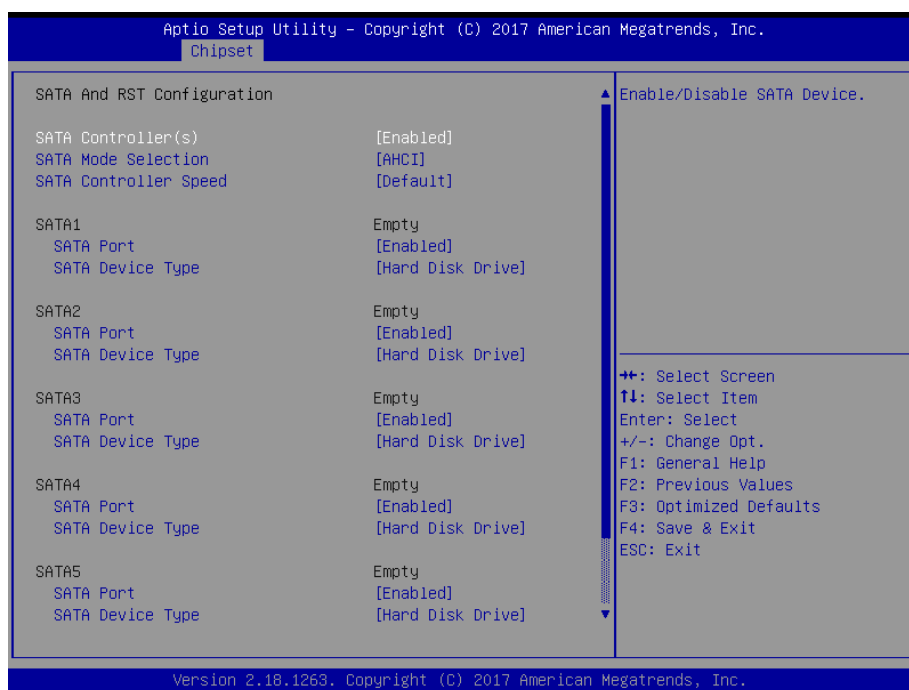 Aptio Setup Utility – Copyright (C) 2017 American Megatrends, Inc.
Chipset
SATA And RST Configuration
SATA Controller(s) [Enabled]
SATA Mode Selection [AHCI]
SATA Controller Speed [Default]
SATA1 Empty
SATA Port [Enabled]
SATA Device Type [Hard Disk Drive]
SATA2 Empty
SATA Port [Enabled]
SATA Device Type [Hard Disk Drive]
SATA3 Empty
SATA Port [Enabled]
SATA Device Type [Hard Disk Drive]
SATA4 Empty
SATA Port [Enabled]
SATA Device Type [Hard Disk Drive]
SATA5 Empty
SATA Port [Enabled]
SATA Device Type [Hard Disk Drive]
Enable/Disable SATA Device.
→←: Select Screen
↑↓: Select Item
Enter: Select
+/-: Change Opt.
F1: General Help
F2: Previous Values
F3: Optimized Defaults
F4: Save & Exit
ESC: Exit
Version 2.18.1263. Copyright (C) 2017 American Megatrends, Inc.